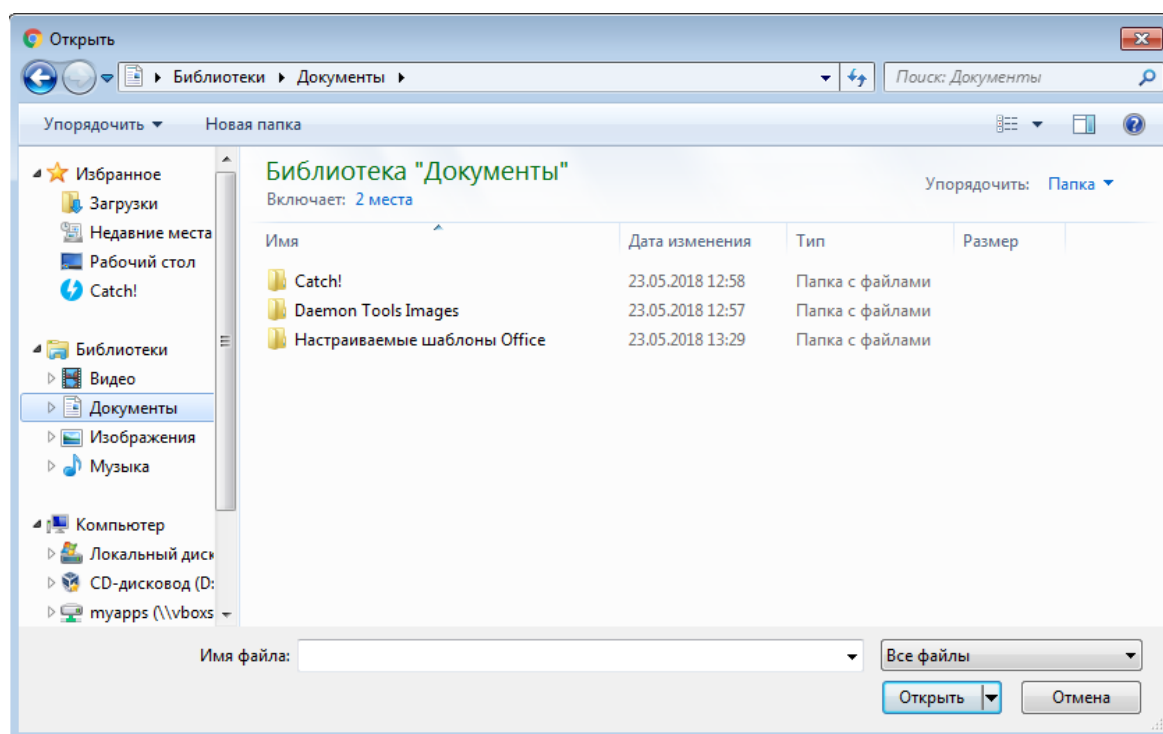 Открыть
Библиотеки Документы
Поиск: Документы
Упорядочить Новая папка
Избранное
Загрузки
Недавние места
Рабочий стол
Catch!
Библиотеки
Видео
Документы
Изображения
Музыка
Компьютер
Локальный диск
CD-дисковод (D:
myapps (\\vboxs
Библиотека "Документы"
Включает: 2 места
Упорядочить: Папка
Имя Дата изменения Тип Размер
Catch! 23.05.2018 12:58 Папка с файлами
Daemon Tools Images 23.05.2018 12:57 Папка с файлами
Настраиваемые шаблоны Office 23.05.2018 13:29 Папка с файлами
Имя файла:
Все файлы
Открыть Отмена